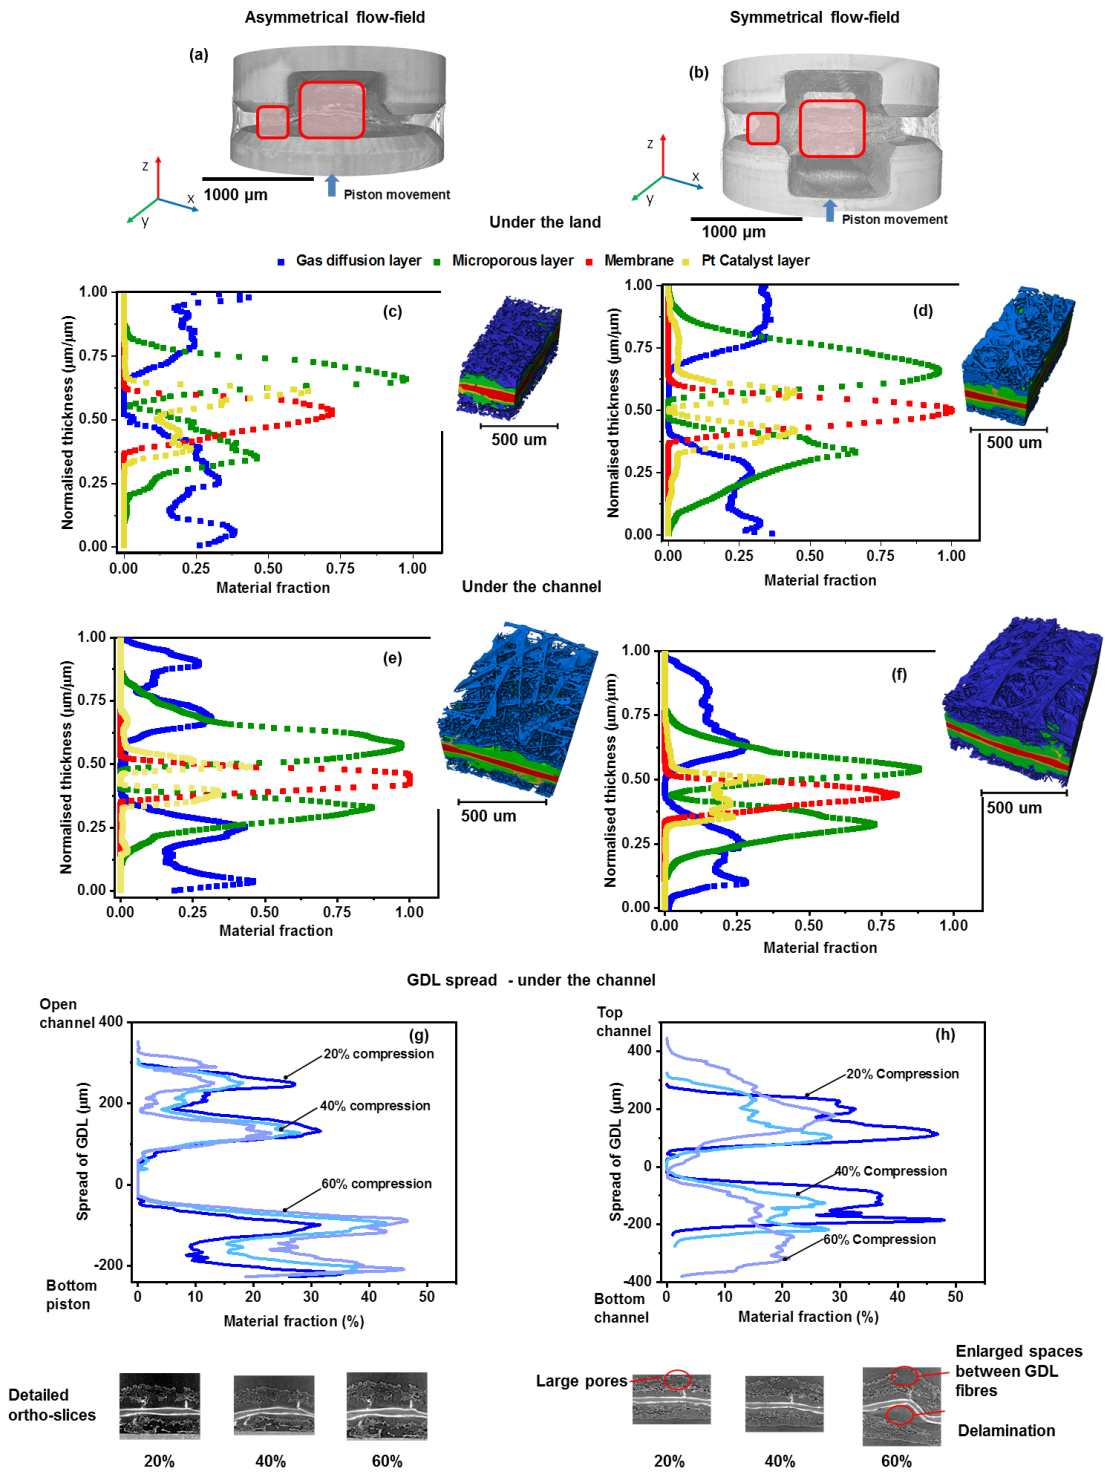 Asymmetrical flow-field
Symmetrical flow-field
(a)
(b)
z
x
y
1000 µm
Piston movement
z
x
y
1000 µm
Piston movement
Under the land
Gas diffusion layer
Microporous layer
Membrane
Pt Catalyst layer
(c)
Normalised thickness (µm/µm)
1.00
0.75
0.50
0.25
0.00
0.00 0.25 0.50 0.75 1.00
Material fraction
500 um
(d)
Normalised thickness (µm/µm)
1.00
0.75
0.50
0.25
0.00
0.00 0.25 0.50 0.75 1.00
Material fraction
500 um
Under the channel
(e)
Normalised thickness (µm/µm)
1.00
0.75
0.50
0.25
0.00
0.00 0.25 0.50 0.75 1.00
Material fraction
500 um
(f)
Normalised thickness (µm/µm)
1.00
0.75
0.50
0.25
0.00
0.00 0.25 0.50 0.75 1.00
Material fraction
500 um
GDL spread - under the channel
Open
channel
(g)
Spread of GDL (µm)
400
200
0
-200
20% compression
40% compression
60% compression
Bottom
piston
0 10 20 30 40 50
Material fraction (%)
Top
channel
(h)
Spread of GDL (µm)
400
200
0
-200
-400
20% Compression
40% Compression
60% Compression
Bottom
channel
0 10 20 30 40 50
Material fraction (%)
Detailed
ortho-slices
20%
40%
60%
Large pores
Enlarged spaces
between GDL
fibres
Delamination
20%
40%
60%